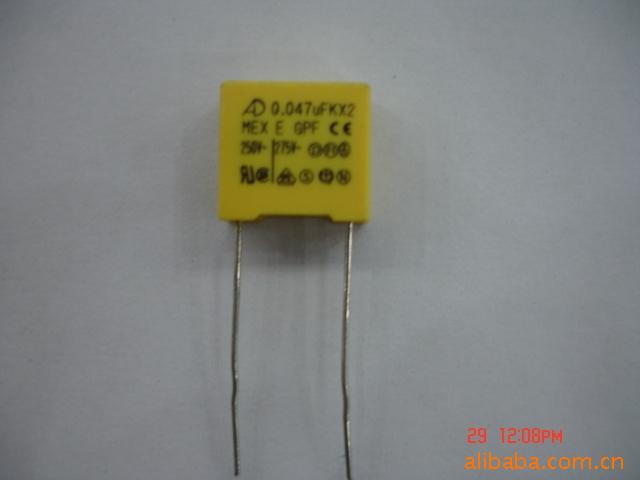 0.047uFKX2
MEX E GPF CE
250V~ 275V~
29 12:08PM
alibaba.com.cn